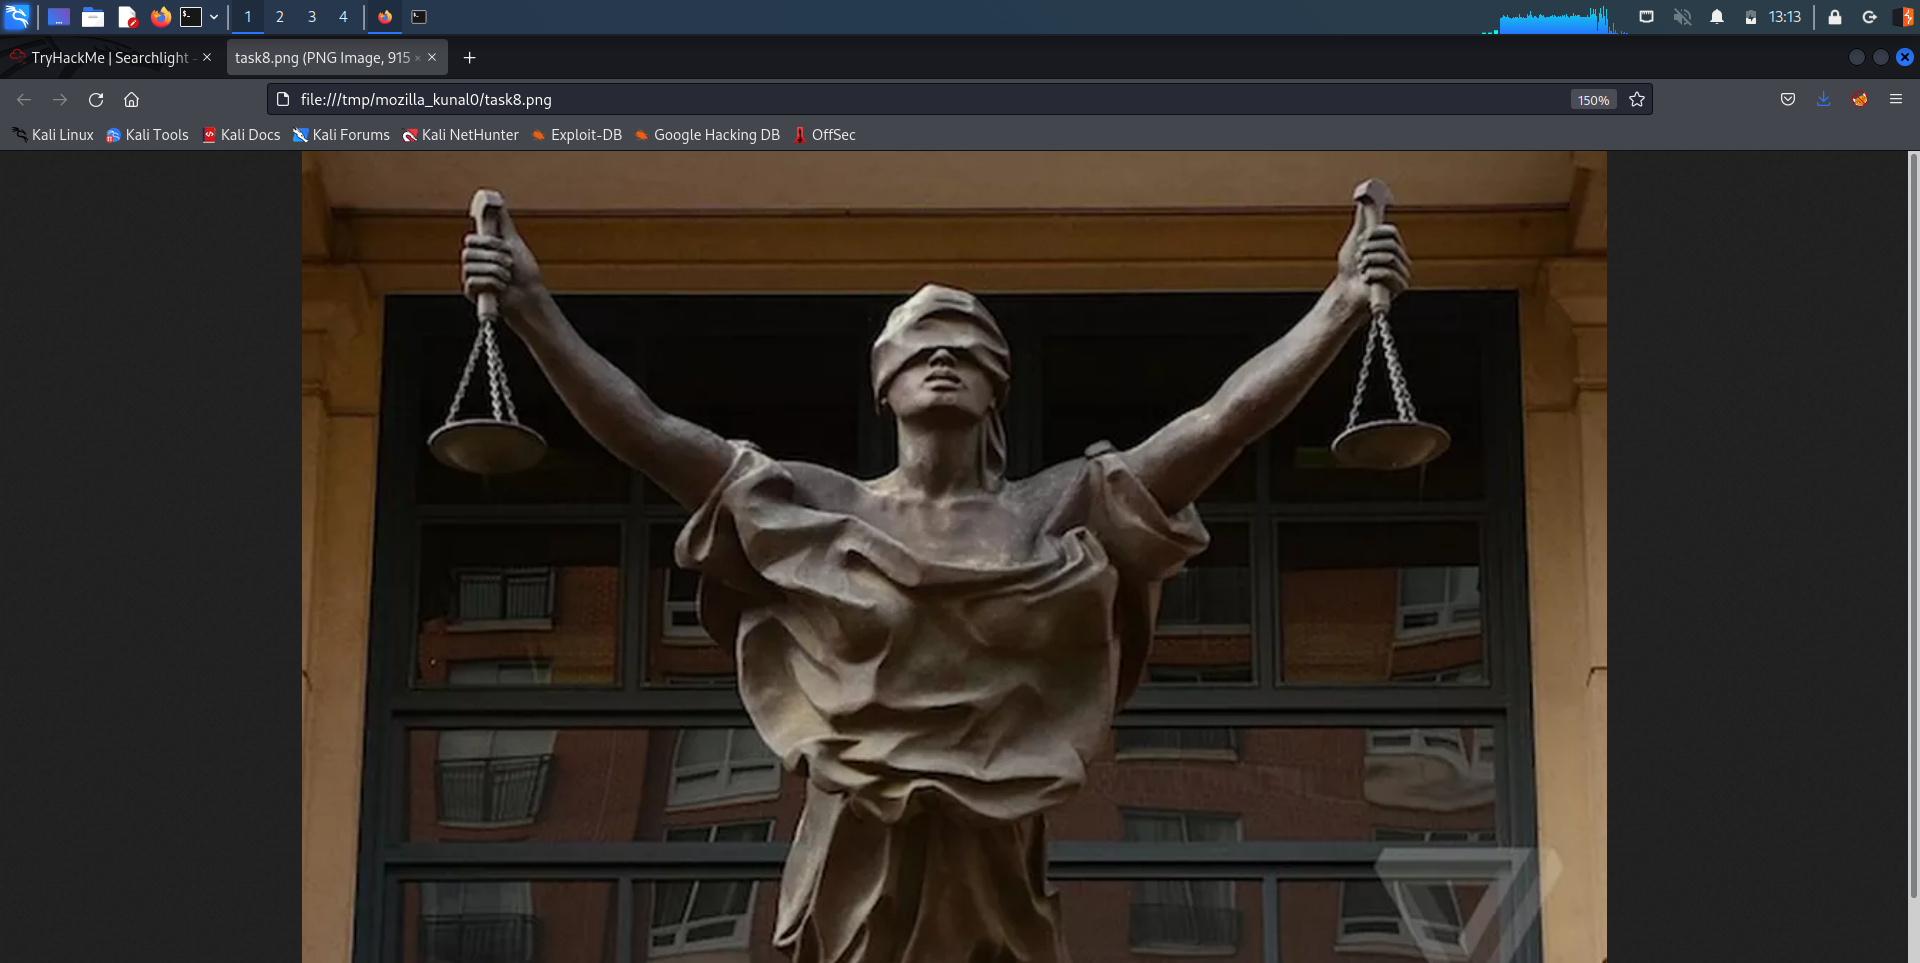 1 2 3 4 13:13
TryHackMe | Searchlight - task8.png (PNG Image, 915 ×
file:///tmp/mozilla_kunal0/task8.png 150%
Kali Linux Kali Tools Kali Docs Kali Forums Kali NetHunter Exploit-DB Google Hacking DB OffSec